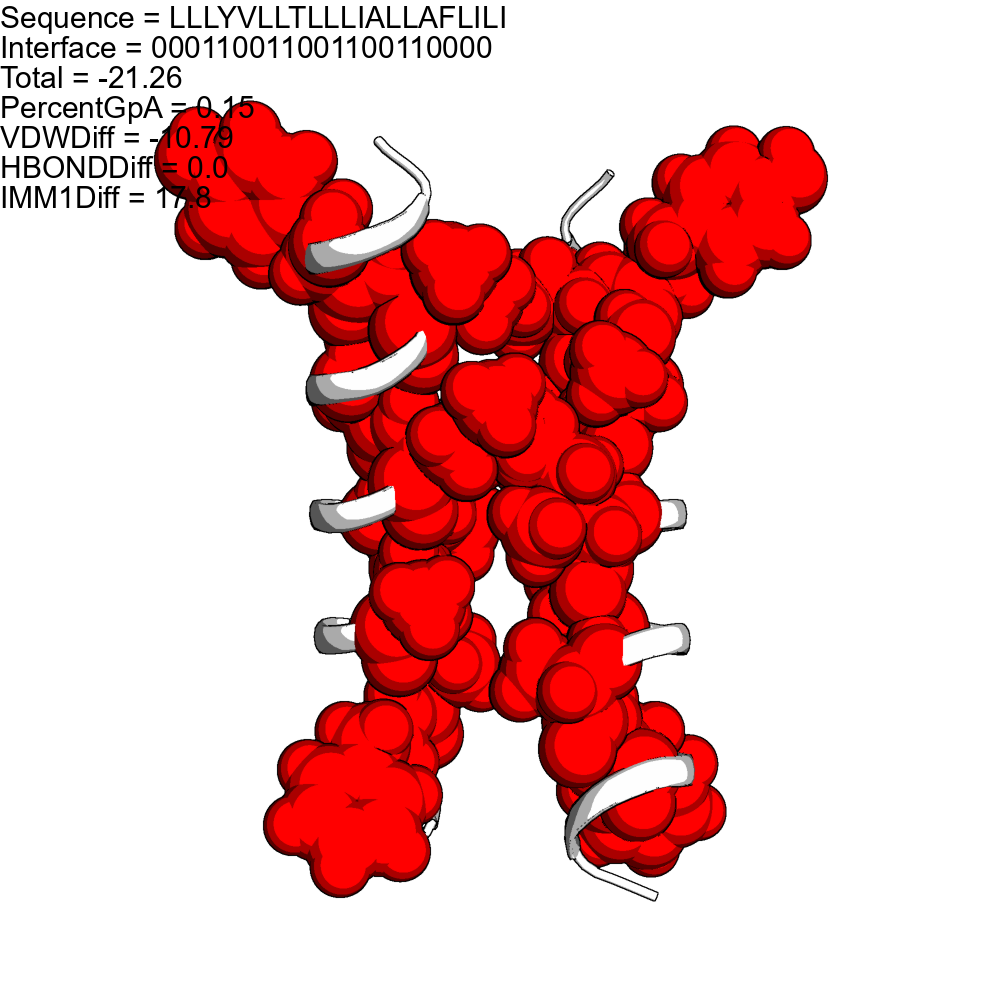 Sequence = LLLYVLLTLLLIALLAFLILI
Interface = 000110011001100110000
Total = -21.26
PercentGpA = 0.15
VDWDiff = -10.79
HBONDDiff = 0.0
IMM1Diff = 17.8